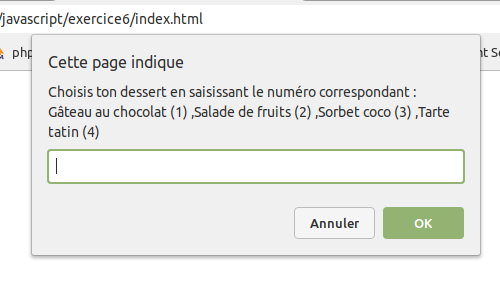 /javascript/exercice6/index.html
php
Cette page indique
Choisis ton dessert en saisissant le numéro correspondant :
Gâteau au chocolat (1) ,Salade de fruits (2) ,Sorbet coco (3) ,Tarte
tatin (4)
Annuler
OK